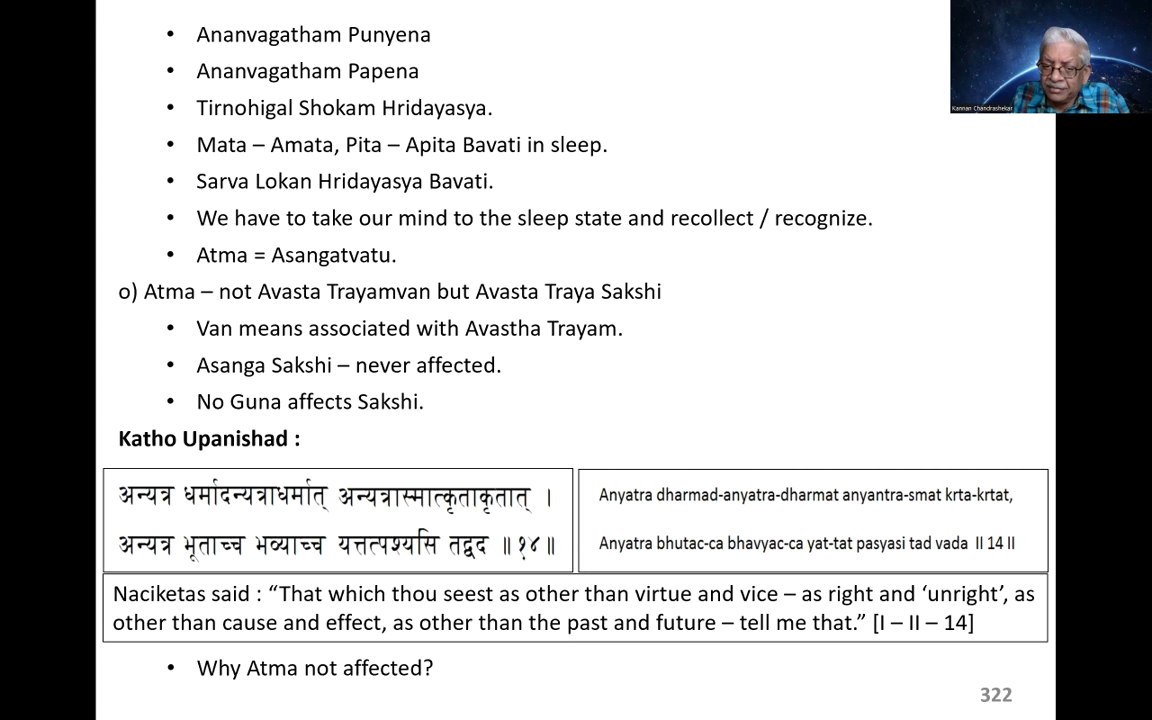 • Ananvagatham Punyena
• Ananvagatham Papena
• Tirnohigal Shokam Hridayasya.
• Mata – Amata, Pita – Apita Bavati in sleep.
• Sarva Lokan Hridayasya Bavati.
• We have to take our mind to the sleep state and recollect / recognize.
• Atma = Asangatvatu.
o) Atma – not Avasta Trayamvan but Avasta Traya Sakshi
• Van means associated with Avastha Trayam.
• Asanga Sakshi – never affected.
• No Guna affects Sakshi.
Katho Upanishad :
अन्यत्र धर्मादन्यत्राधर्मात् अन्यत्रास्मात्कृताकृतात् ।
अन्यत्र भूताच्च भव्याच्च यत्तत्पश्यसि तद्वद ॥ १४ ॥
Anyatra dharmad-anyatra-dharmat anyantra-smat krta-krtat,
Anyatra bhutac-ca bhavyac-ca yat-tat pasyasi tad vada II 14 II
Naciketas said : “That which thou seest as other than virtue and vice – as right and ‘unright’, as
other than cause and effect, as other than the past and future – tell me that.” [I – II – 14]
• Why Atma not affected?
322
Kannan Chandrashekar